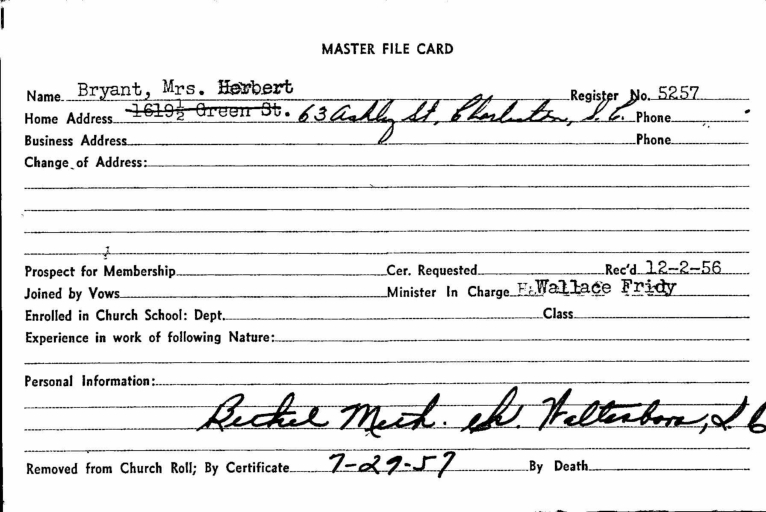 MASTER FILE CARD
Name Bryant, Mrs. Herbert Register No. 5257
Home Address 1619½ Green St. 63 Ashley St, Charleston, S.C. Phone
Business Address Phone
Change of Address:
Prospect for Membership Cer. Requested Rec'd 12-2-56
Joined by Vows Minister In Charge F. Wallace Fridy
Enrolled in Church School: Dept. Class
Experience in work of following Nature:
Personal Information:
Bethel Meth. ch. Walterboro, S C
Removed from Church Roll; By Certificate 7-29-57 By Death